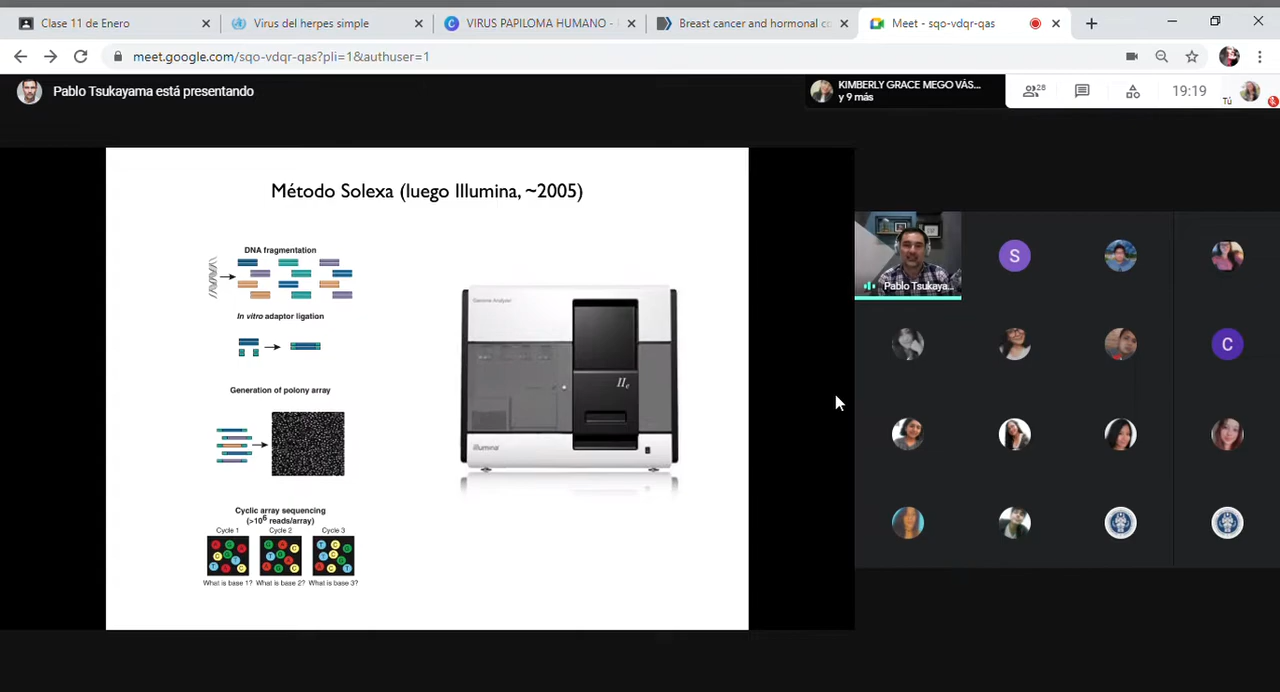 Clase 11 de Enero
Virus del herpes simple
VIRUS PAPILOMA HUMANO -
Breast cancer and hormonal co
Meet - sqo-vdqr-qas
meet.google.com/sqo-vdqr-qas?pli=1&authuser=1
Pablo Tsukayama está presentando
KIMBERLY GRACE MEGO VÁS...
y 9 más
28
19:19
Tú
Método Solexa (luego Illumina, ~2005)
DNA fragmentation
In vitro adaptor ligation
Generation of polony array
Cyclic array sequencing
(>10⁶ reads/array)
Cycle 1 Cycle 2 Cycle 3
What is base 1? What is base 2? What is base 3?
Genome Analyzer
IIe
illumina
Pablo Tsukaya...
S
C